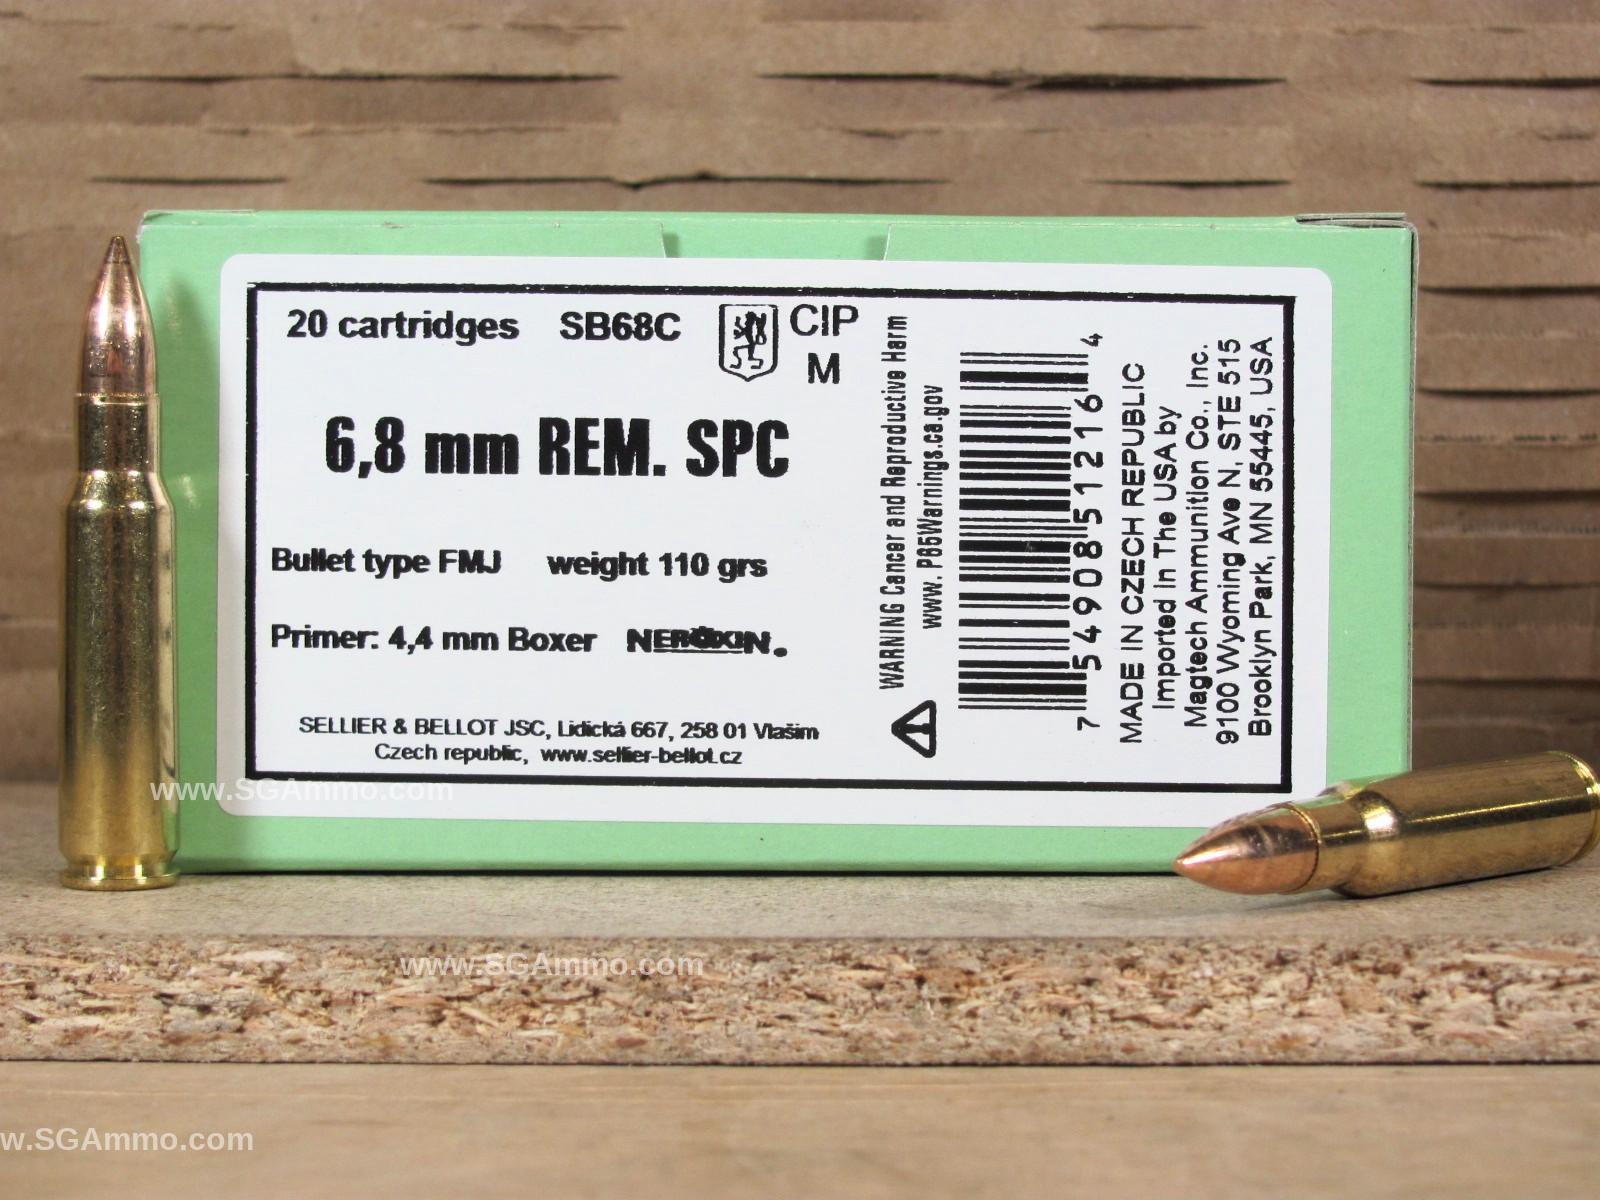 20 cartridges SB68C CIP
M
6,8 mm REM. SPC
Bullet type FMJ weight 110 grs
Primer: 4,4 mm Boxer NEROXIN.
SELLIER & BELLOT JSC, Lidická 667, 258 01 Vlašim
Czech republic, www.sellier-bellot.cz
WARNING Cancer and Reproductive Harm
www. P65Warnings.ca.gov
7 54908 51216 4
MADE IN CZECH REPUBLIC
Imported In The USA by
Magtech Ammunition Co., Inc.
9100 Wyoming Ave N, STE 515
Brooklyn Park, MN 55445, USA
www.SGAmmo.com
www.SGAmmo.com
w.SGAmmo.com